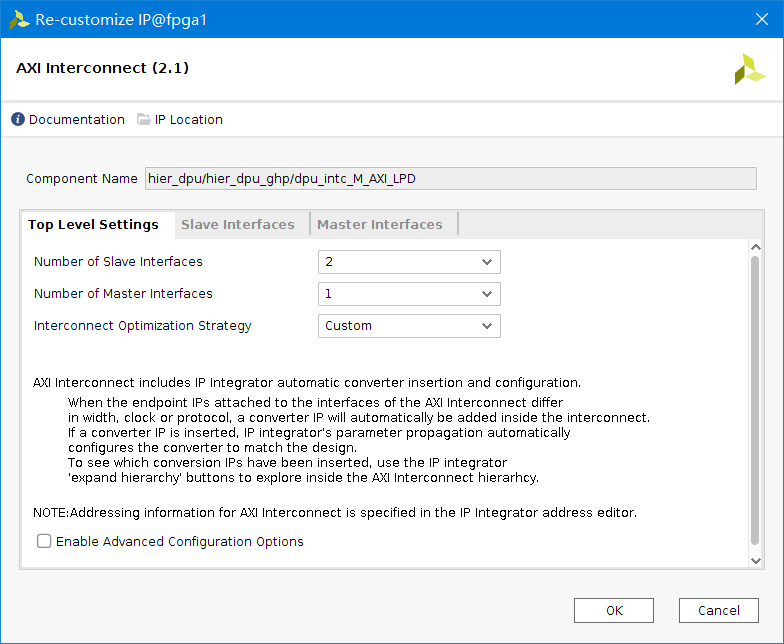 Re-customize IP@fpga1
AXI Interconnect (2.1)
Documentation IP Location
Component Name hier_dpu/hier_dpu_ghp/dpu_intc_M_AXI_LPD
Top Level Settings Slave Interfaces Master Interfaces
Number of Slave Interfaces 2
Number of Master Interfaces 1
Interconnect Optimization Strategy Custom
AXI Interconnect includes IP Integrator automatic converter insertion and configuration.
When the endpoint IPs attached to the interfaces of the AXI Interconnect differ
in width, clock or protocol, a converter IP will automatically be added inside the interconnect.
If a converter IP is inserted, IP integrator's parameter propagation automatically
configures the converter to match the design.
To see which conversion IPs have been inserted, use the IP integrator
'expand hierarchy' buttons to explore inside the AXI Interconnect hierarhcy.
NOTE:Addressing information for AXI Interconnect is specified in the IP Integrator address editor.
Enable Advanced Configuration Options
OK Cancel